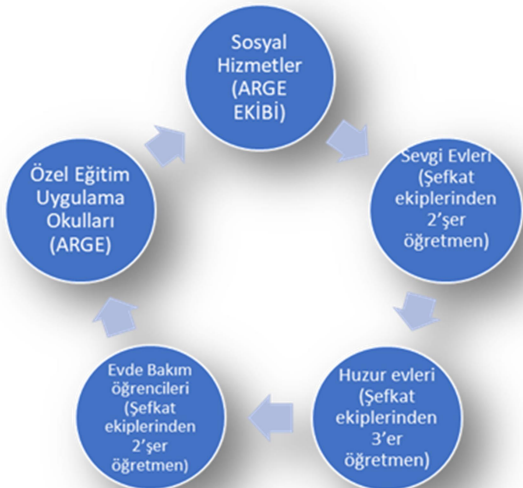 Sosyal
Hizmetler
(ARGE
EKİBİ)
Sevgi Evleri
(Şefkat
ekiplerinden
2'şer
öğretmen)
Huzur evleri
(Şefkat
ekiplerinden
3'er
öğretmen)
Evde Bakım
öğrencileri
(Şefkat
ekiplerinden
2'şer
öğretmen)
Özel Eğitim
Uygulama
Okulları
(ARGE)